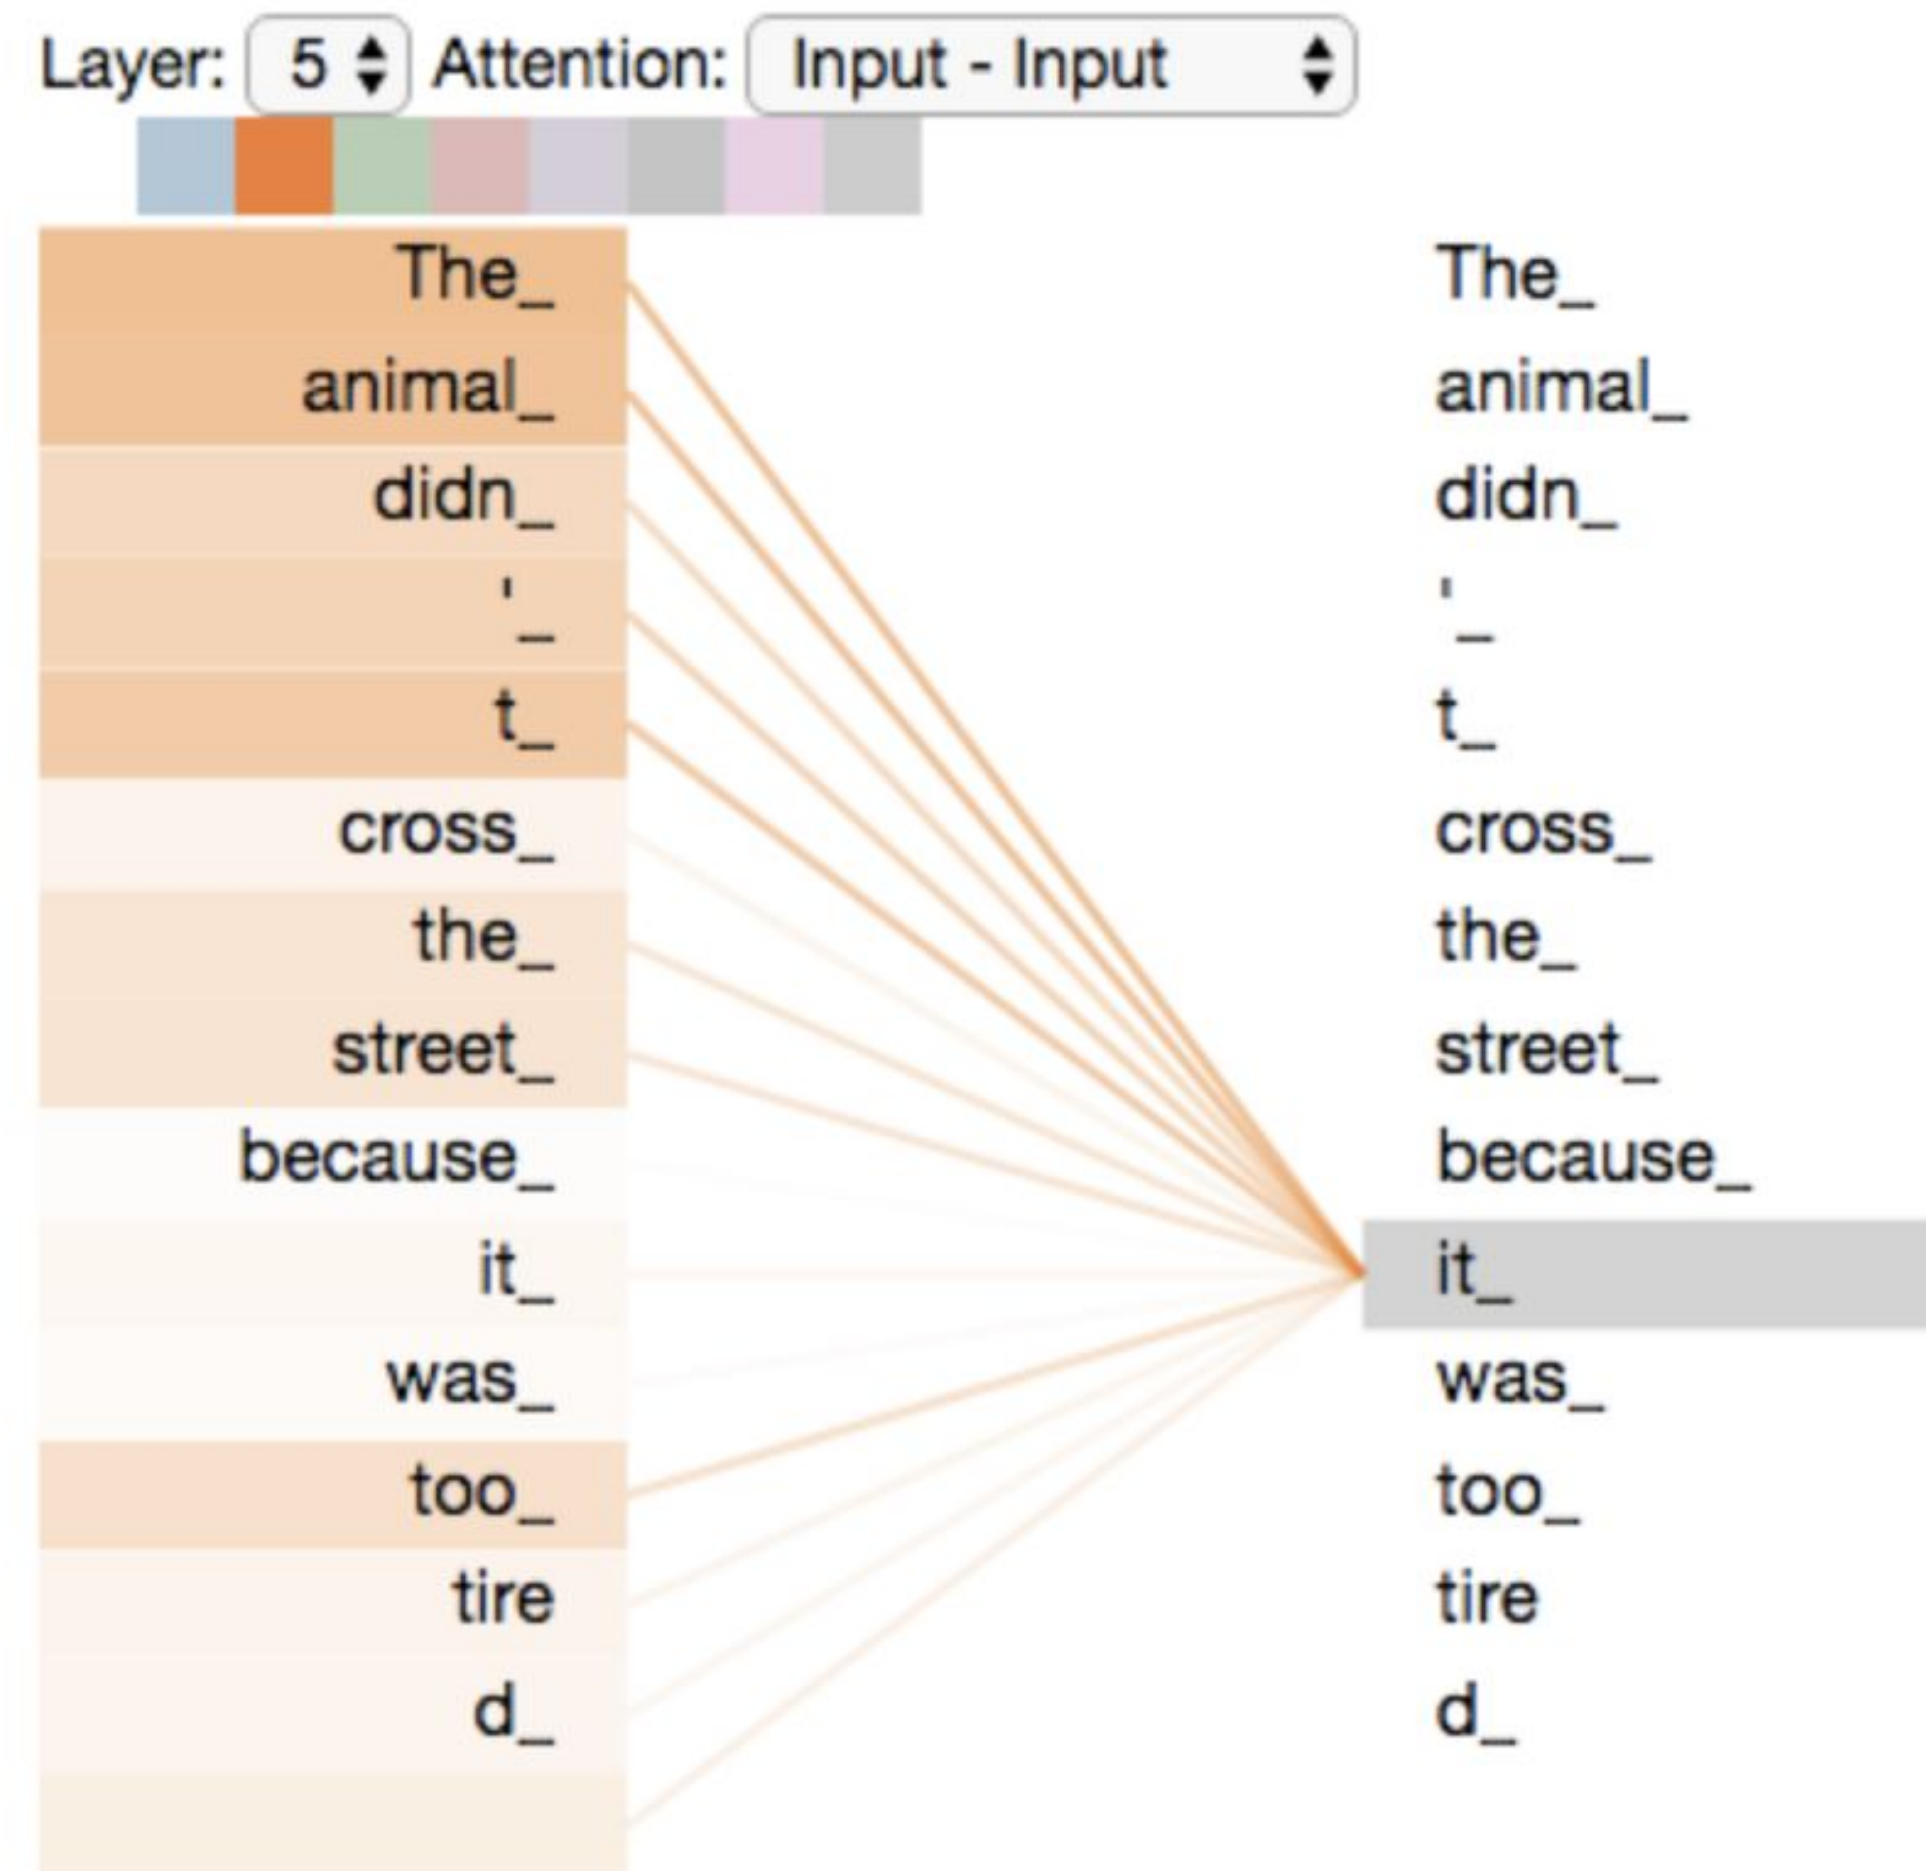 Layer: 5 Attention: Input - Input
The_ The_
animal_ animal_
didn_ didn_
'_ '_
t_ t_
cross_ cross_
the_ the_
street_ street_
because_ because_
it_ it_
was_ was_
too_ too_
tire tire
d_ d_